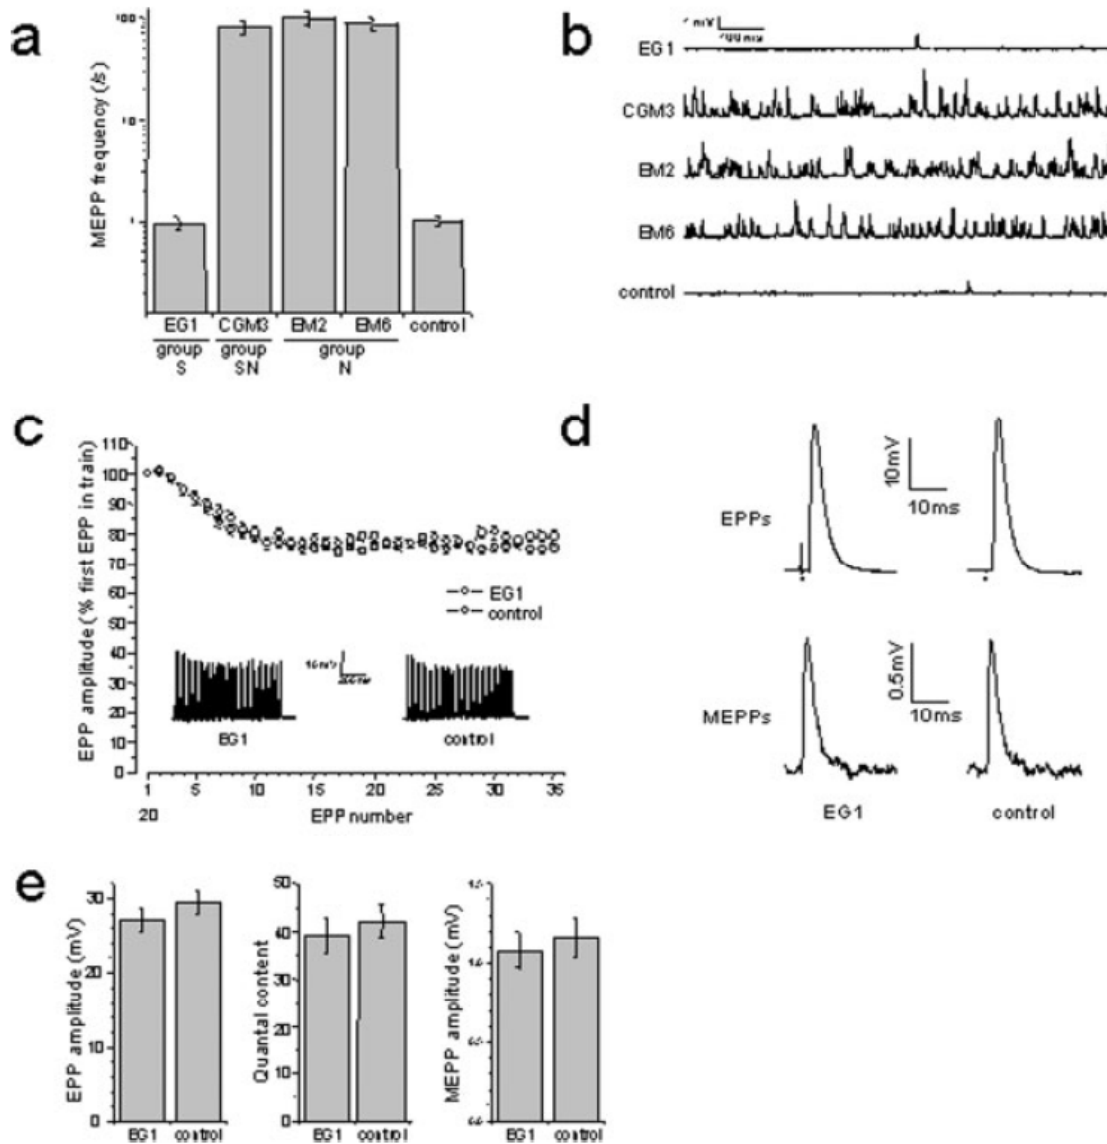 a
MEPP frequency (/s)
100
10
1
EG1 CGM3 BM2 BM6 control
group group group
S SN N
b
EG1
CGM3
BM2
BM6
control
c
EPP amplitude (% first EPP in train)
110
100
90
80
70
60
50
40
30
20
10
0
EG1
control
EG1 control
1 5 10 15 20 25 30 35
20
EPP number
d
EPPs
10mV
10ms
MEPPs
0.5mV
10ms
EG1 control
e
EPP amplitude (mV)
30
20
10
0
EG1 control
Quantal content
50
40
30
20
10
0
EG1 control
MEPP amplitude (mV)
EG1 control